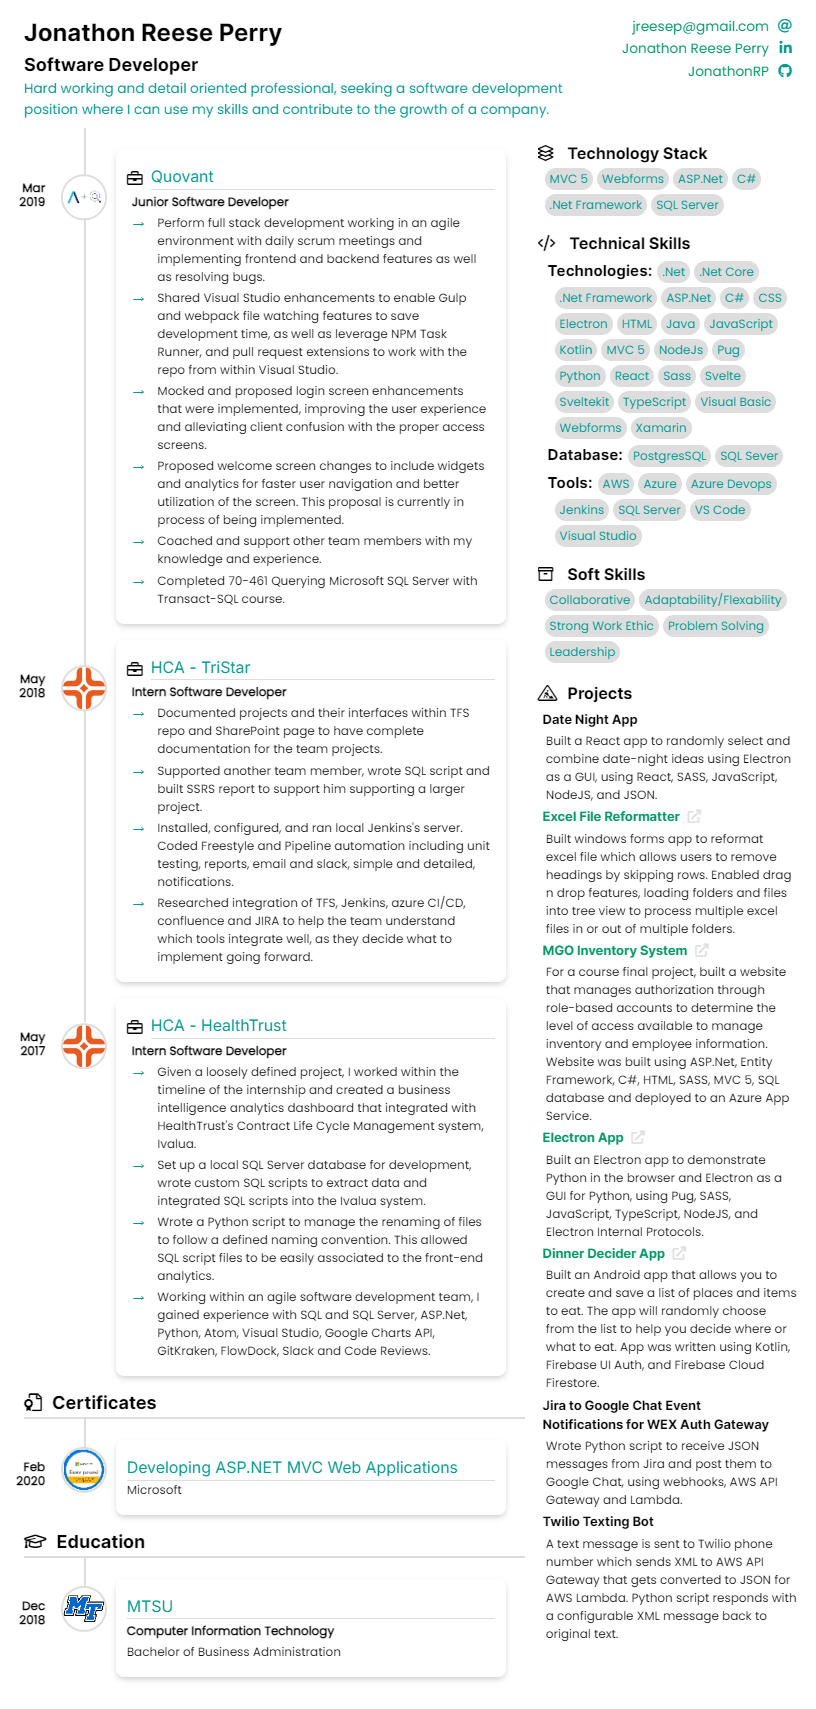 Jonathon Reese Perry
Software Developer
Hard working and detail oriented professional, seeking a software development
position where I can use my skills and contribute to the growth of a company.
jreesep@gmail.com
Jonathon Reese Perry
JonathonRP
Mar
2019
Quovant
Junior Software Developer
→ Perform full stack development working in an agile
environment with daily scrum meetings and
implementing frontend and backend features as well
as resolving bugs.
→ Shared Visual Studio enhancements to enable Gulp
and webpack file watching features to save
development time, as well as leverage NPM Task
Runner, and pull request extensions to work with the
repo from within Visual Studio.
→ Mocked and proposed login screen enhancements
that were implemented, improving the user experience
and alleviating client confusion with the proper access
screens.
→ Proposed welcome screen changes to include widgets
and analytics for faster user navigation and better
utilization of the screen. This proposal is currently in
process of being implemented.
→ Coached and support other team members with my
knowledge and experience.
→ Completed 70-461 Querying Microsoft SQL Server with
Transact-SQL course.
May
2018
HCA - TriStar
Intern Software Developer
→ Documented projects and their interfaces within TFS
repo and SharePoint page to have complete
documentation for the team projects.
→ Supported another team member, wrote SQL script and
built SSRS report to support him supporting a larger
project.
→ Installed, configured, and ran local Jenkins's server.
Coded Freestyle and Pipeline automation including unit
testing, reports, email and slack, simple and detailed,
notifications.
→ Researched integration of TFS, Jenkins, azure CI/CD,
confluence and JIRA to help the team understand
which tools integrate well, as they decide what to
implement going forward.
May
2017
HCA - HealthTrust
Intern Software Developer
→ Given a loosely defined project, I worked within the
timeline of the internship and created a business
intelligence analytics dashboard that integrated with
HealthTrust's Contract Life Cycle Management system,
Ivalua.
→ Set up a local SQL Server database for development,
wrote custom SQL scripts to extract data and
integrated SQL scripts into the Ivalua system.
→ Wrote a Python script to manage the renaming of files
to follow a defined naming convention. This allowed
SQL script files to be easily associated to the front-end
analytics.
→ Working within an agile software development team, I
gained experience with SQL and SQL Server, ASP.Net,
Python, Atom, Visual Studio, Google Charts API,
GitKraken, FlowDock, Slack and Code Reviews.
Certificates
Feb
2020
Developing ASP.NET MVC Web Applications
Microsoft
Education
Dec
2018
MT
MTSU
Computer Information Technology
Bachelor of Business Administration
Technology Stack
MVC 5 Webforms ASP.Net C#
.Net Framework SQL Server
Technical Skills
Technologies: .Net .Net Core
.Net Framework ASP.Net C# CSS
Electron HTML Java JavaScript
Kotlin MVC 5 NodeJs Pug
Python React Sass Svelte
Sveltekit TypeScript Visual Basic
Webforms Xamarin
Database: PostgresSQL SQL Sever
Tools: AWS Azure Azure Devops
Jenkins SQL Server VS Code
Visual Studio
Soft Skills
Collaborative Adaptability/Flexability
Strong Work Ethic Problem Solving
Leadership
Projects
Date Night App
Built a React app to randomly select and
combine date-night ideas using Electron
as a GUI, using React, SASS, JavaScript,
NodeJS, and JSON.
Excel File Reformatter
Built windows forms app to reformat
excel file which allows users to remove
headings by skipping rows. Enabled drag
n drop features, loading folders and files
into tree view to process multiple excel
files in or out of multiple folders.
MGO Inventory System
For a course final project, built a website
that manages authorization through
role-based accounts to determine the
level of access available to manage
inventory and employee information.
Website was built using ASP.Net, Entity
Framework, C#, HTML, SASS, MVC 5, SQL
database and deployed to an Azure App
Service.
Electron App
Built an Electron app to demonstrate
Python in the browser and Electron as a
GUI for Python, using Pug, SASS,
JavaScript, TypeScript, NodeJS, and
Electron Internal Protocols.
Dinner Decider App
Built an Android app that allows you to
create and save a list of places and items
to eat. The app will randomly choose
from the list to help you decide where or
what to eat. App was written using Kotlin,
Firebase UI Auth, and Firebase Cloud
Firestore.
Jira to Google Chat Event
Notifications for WEX Auth Gateway
Wrote Python script to receive JSON
messages from Jira and post them to
Google Chat, using webhooks, AWS API
Gateway and Lambda.
Twilio Texting Bot
A text message is sent to Twilio phone
number which sends XML to AWS API
Gateway that gets converted to JSON for
AWS Lambda. Python script responds with
a configurable XML message back to
original text.